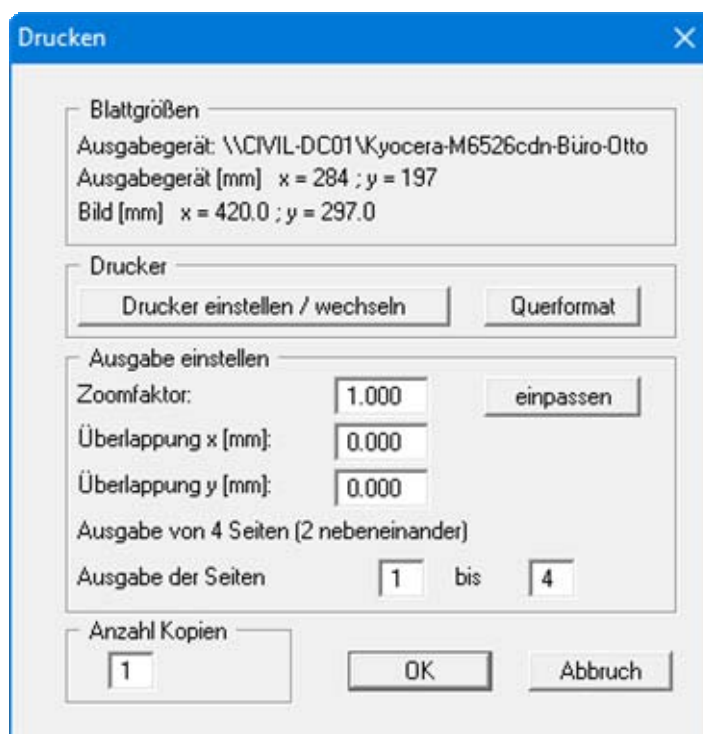 Drucken
Blattgrößen
Ausgabegerät: \\CIVIL-DC01\Kyocera-M6526cdn-Büro-Otto
Ausgabegerät [mm] x = 284 ; y = 197
Bild [mm] x = 420.0 ; y = 297.0
Drucker
Drucker einstellen / wechseln Querformat
Ausgabe einstellen
Zoomfaktor: 1.000 einpassen
Überlappung x [mm]: 0.000
Überlappung y [mm]: 0.000
Ausgabe von 4 Seiten (2 nebeneinander)
Ausgabe der Seiten 1 bis 4
Anzahl Kopien
1 OK Abbruch